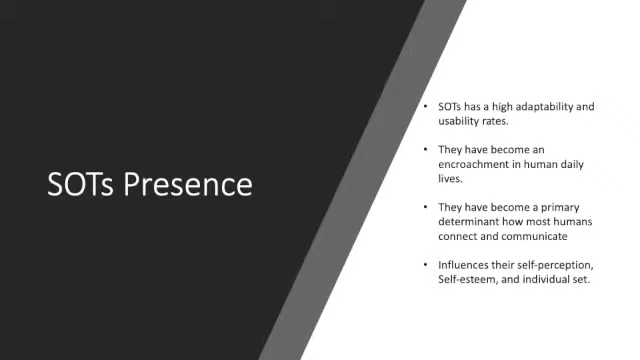 SOTs Presence
• SOTs has a high adaptability and
usability rates.
• They have become an
encroachment in human daily
lives.
• They have become a primary
determinant how most humans
connect and communicate
• Influences their self-perception,
Self-esteem, and individual set.